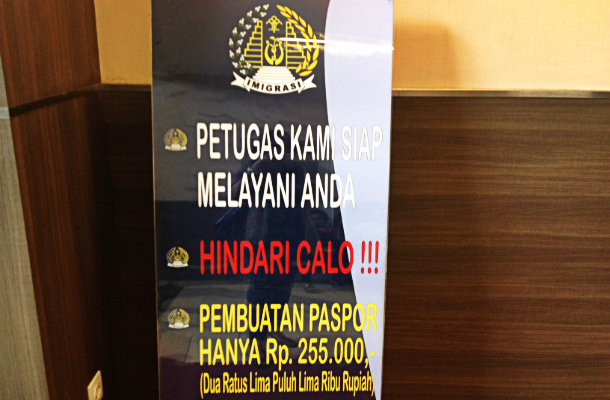 IMIGRASI
PETUGAS KAMI SIAP
MELAYANI ANDA
HINDARI CALO !!!
PEMBUATAN PASPOR
HANYA Rp. 255.000,-
(Dua Ratus Lima Puluh Lima Ribu Rupiah)